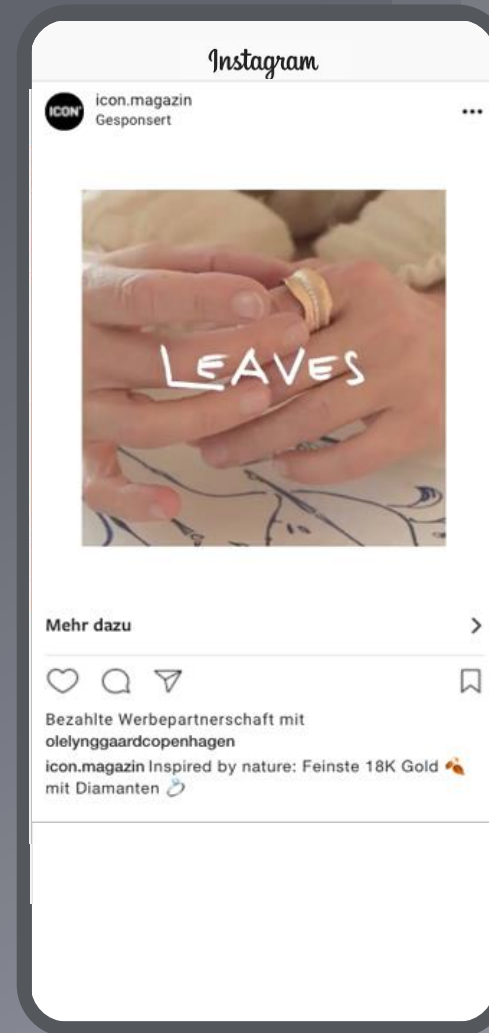 Instagram
ICON
icon.magazin
Gesponsert
LEAVES
Mehr dazu
Bezahlte Werbepartnerschaft mit
olelynggaardcopenhagen
icon.magazin Inspired by nature: Feinste 18K Gold 🍂
mit Diamanten 💍